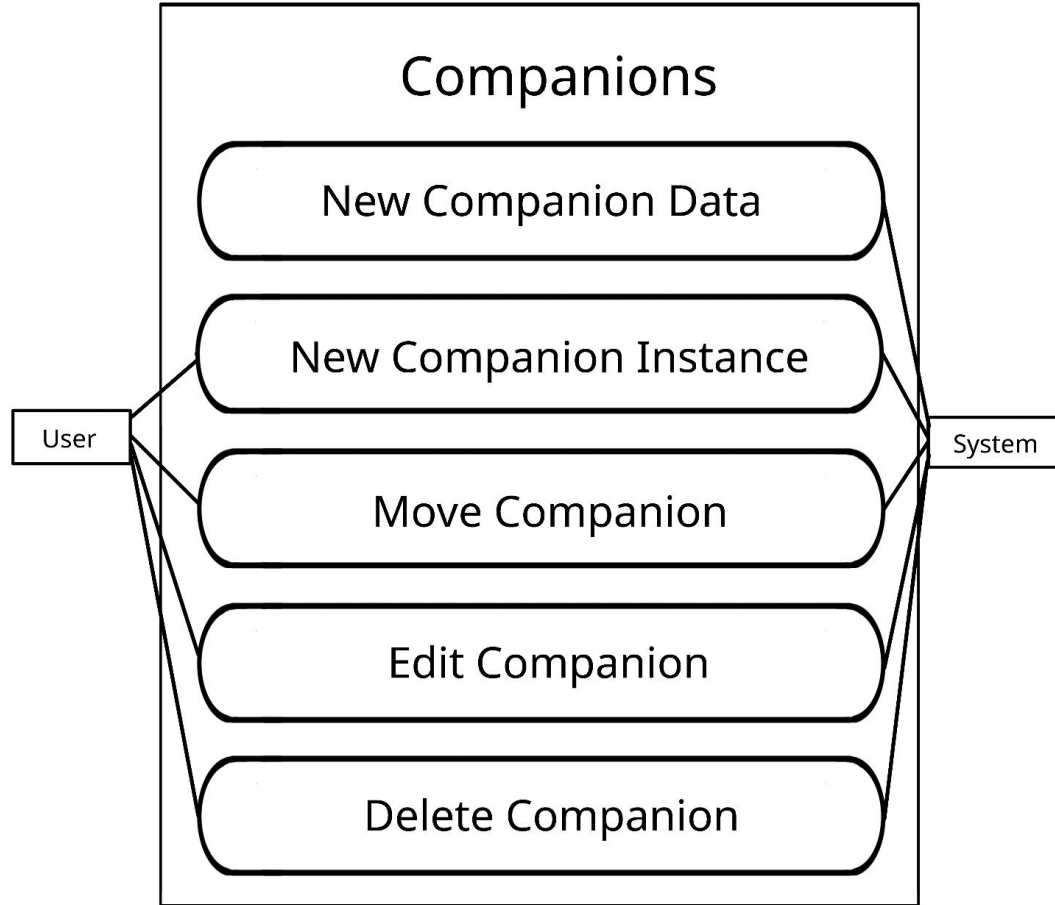 Companions
New Companion Data
New Companion Instance
User
System
Move Companion
Edit Companion
Delete Companion